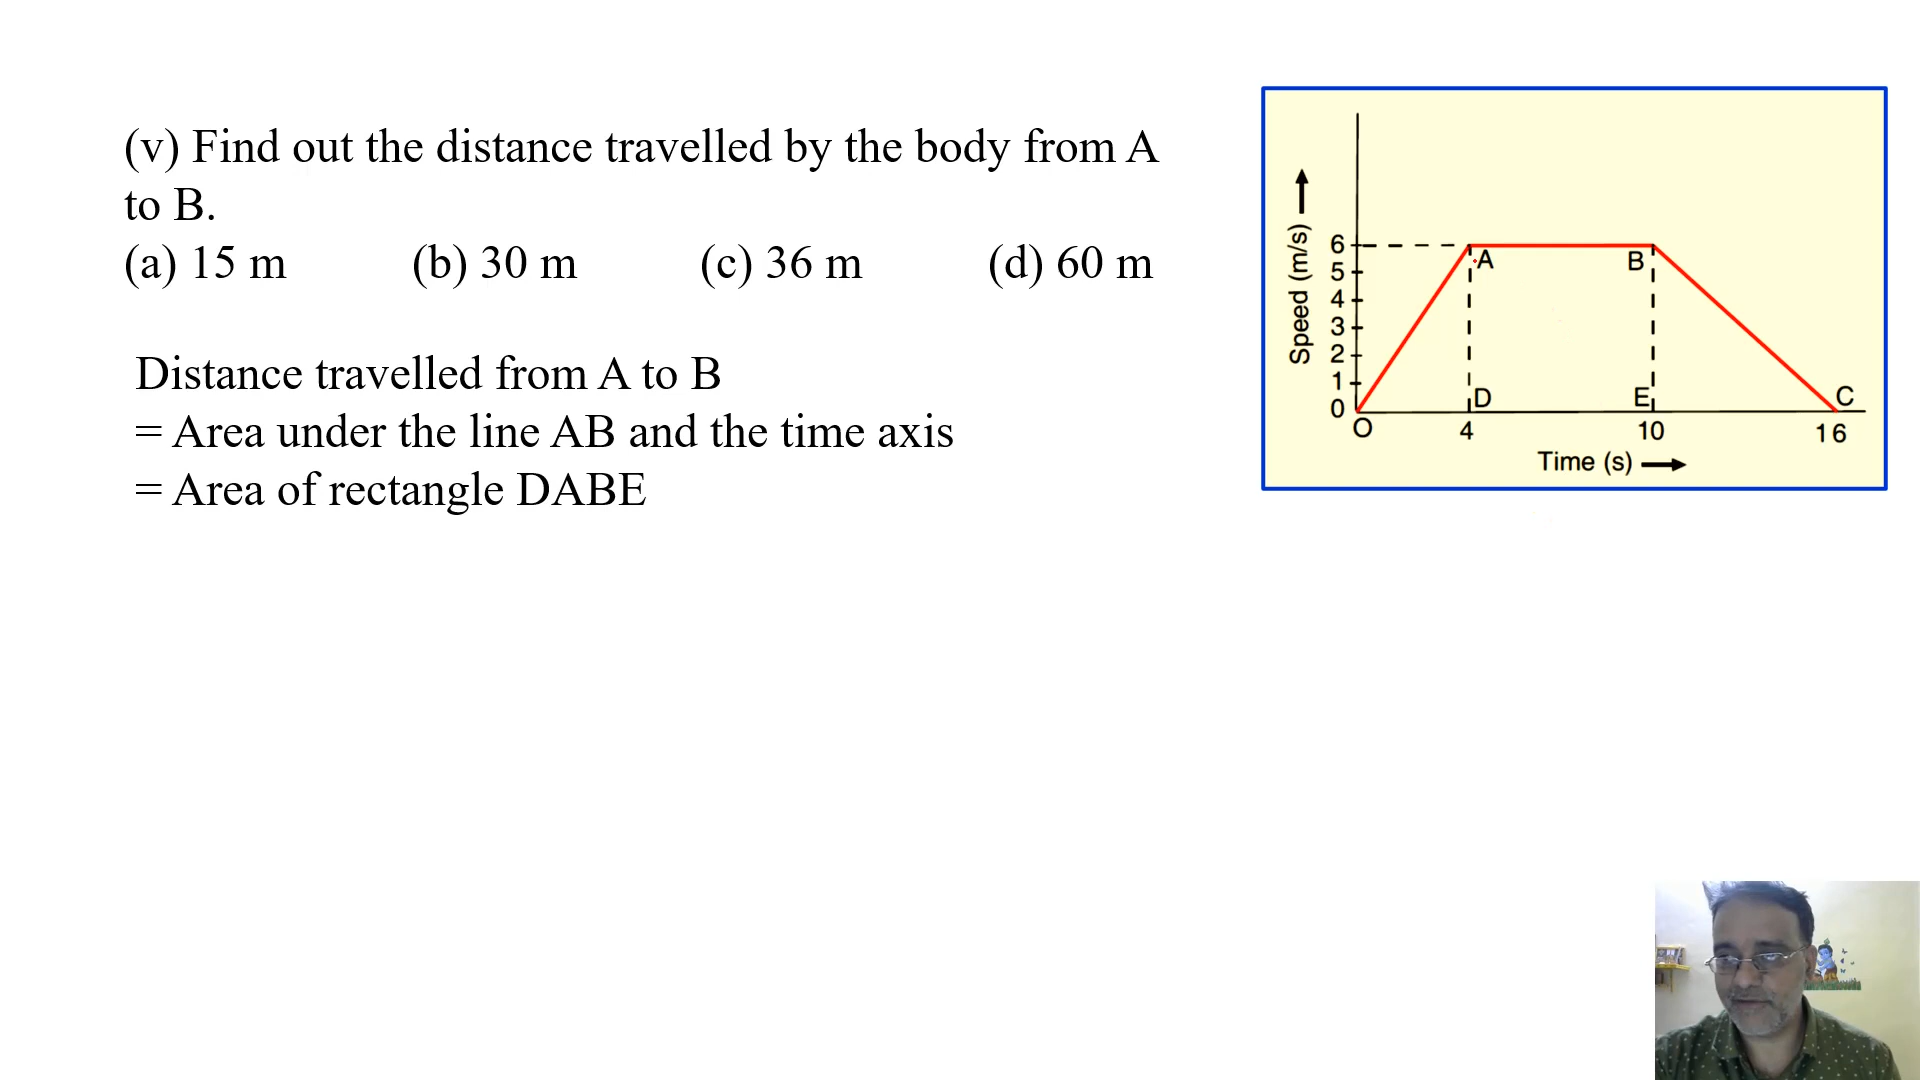 (v) Find out the distance travelled by the body from A
to B.
(a) 15 m (b) 30 m (c) 36 m (d) 60 m
Distance travelled from A to B
= Area under the line AB and the time axis
= Area of rectangle DABE
Speed (m/s)
6
5
4
3
2
1
0
A
B
D
E
C
O
4
10
16
Time (s)